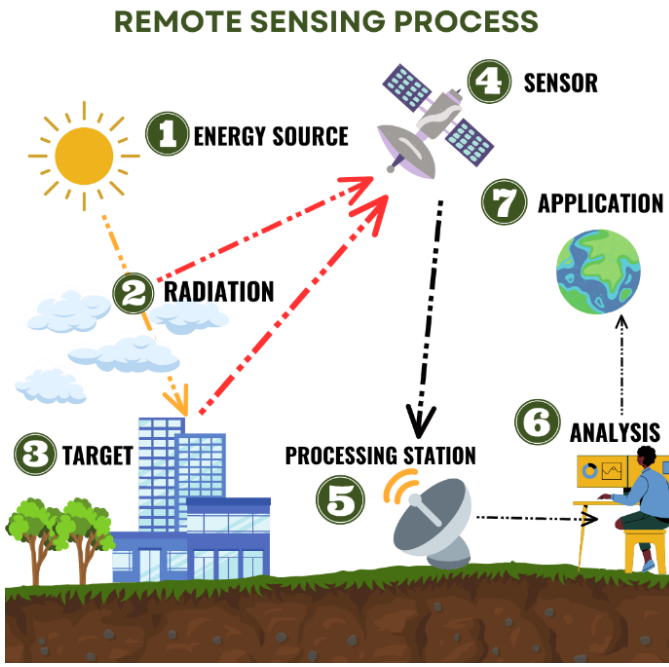 REMOTE SENSING PROCESS
1 ENERGY SOURCE
4 SENSOR
7 APPLICATION
2 RADIATION
3 TARGET
PROCESSING STATION
5
6 ANALYSIS